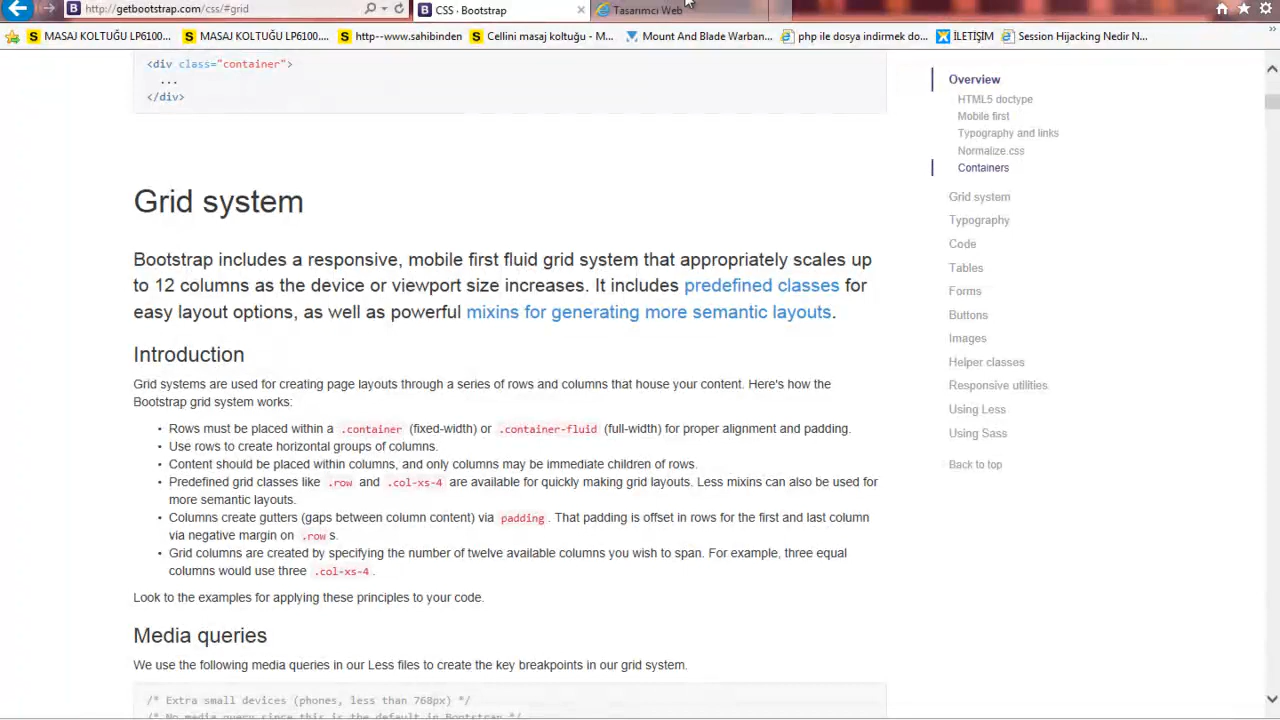 http://getbootstrap.com/css/#grid
CSS · Bootstrap
Tasarımcı Web
MASAJ KOLTUĞU LP6100....
MASAJ KOLTUĞU LP6100....
http--www.sahibinden
Cellini masaj koltuğu - M...
Mount And Blade Warban...
php ile dosya indirmek do...
İLETİŞİM
Session Hijacking Nedir N...
<div class="container">
...
</div>
Grid system
Bootstrap includes a responsive, mobile first fluid grid system that appropriately scales up
to 12 columns as the device or viewport size increases. It includes predefined classes for
easy layout options, as well as powerful mixins for generating more semantic layouts.
Introduction
Grid systems are used for creating page layouts through a series of rows and columns that house your content. Here's how the
Bootstrap grid system works:
• Rows must be placed within a .container (fixed-width) or .container-fluid (full-width) for proper alignment and padding.
• Use rows to create horizontal groups of columns.
• Content should be placed within columns, and only columns may be immediate children of rows.
• Predefined grid classes like .row and .col-xs-4 are available for quickly making grid layouts. Less mixins can also be used for
more semantic layouts.
• Columns create gutters (gaps between column content) via padding. That padding is offset in rows for the first and last column
via negative margin on .row s.
• Grid columns are created by specifying the number of twelve available columns you wish to span. For example, three equal
columns would use three .col-xs-4.
Look to the examples for applying these principles to your code.
Media queries
We use the following media queries in our Less files to create the key breakpoints in our grid system.
/* Extra small devices (phones, less than 768px) */
/* No media query since this is the default in Bootstrap */
Overview
HTML5 doctype
Mobile first
Typography and links
Normalize.css
Containers
Grid system
Typography
Code
Tables
Forms
Buttons
Images
Helper classes
Responsive utilities
Using Less
Using Sass
Back to top